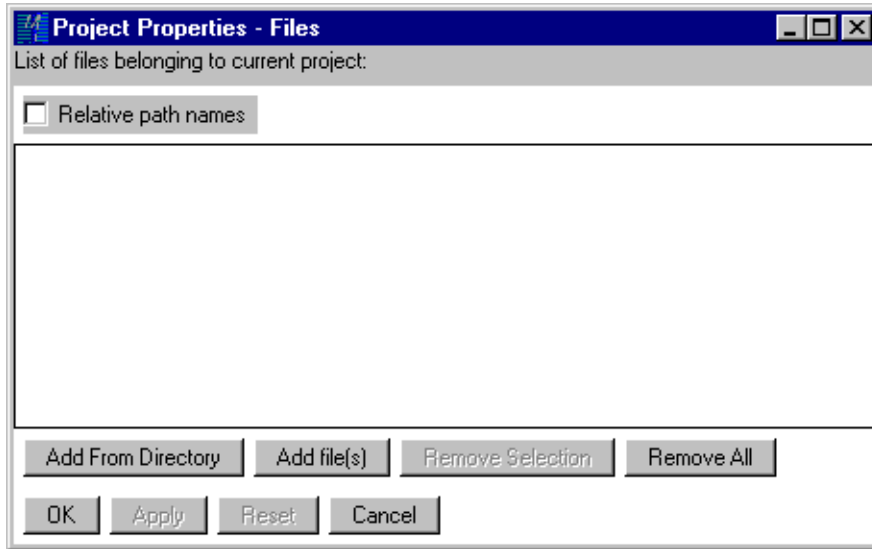 Project Properties - Files
List of files belonging to current project:
Relative path names
Add From Directory Add file(s) Remove Selection Remove All
OK Apply Reset Cancel